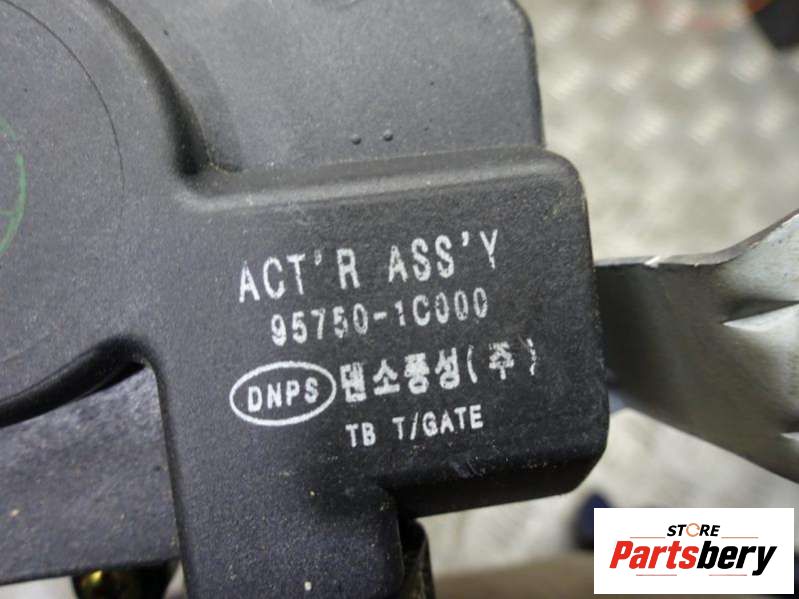 ACT'R ASS'Y
95750-1C000
DNPS 덴소풍성(주)
TB T/GATE
STORE
Partsbery